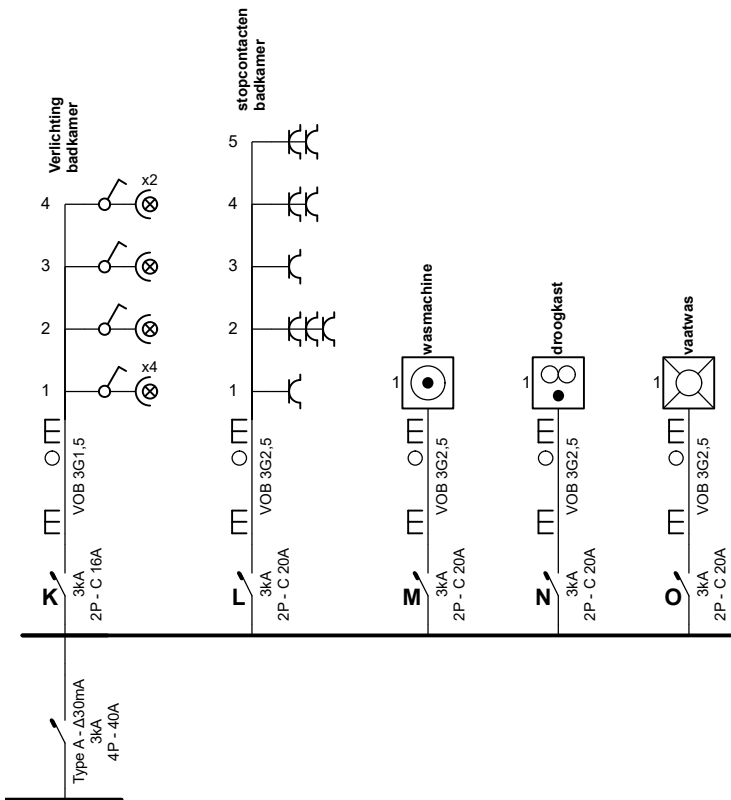 Verlichting
badkamer
4
x2
3
2
1
x4
VOB 3G1,5
K
3kA
2P - C 16A
stopcontacten
badkamer
5
4
3
2
1
VOB 2,5
L
3kA
2P - C 20A
wasmachine
1
VOB 3G2,5
M
3kA
2P - C 20A
droogkast
1
VOB 3G2,5
N
3kA
2P - C 20A
vaatwas
1
VOB 3G2,5
O
3kA
2P - C 20A
Type A - Δ30mA
3kA
4P - 40A